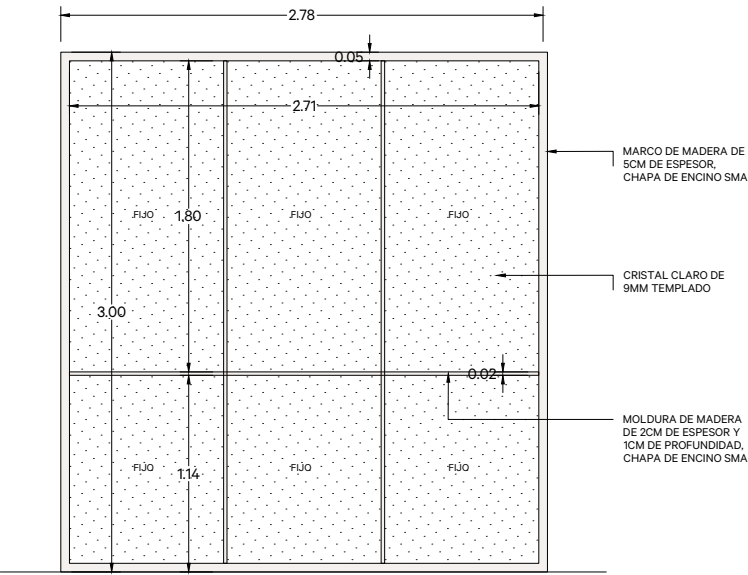 2.78
0.05
2.71
MARCO DE MADERA DE
5CM DE ESPESOR,
CHAPA DE ENCINO SMA
FIJO
1.80
FIJO
FIJO
CRISTAL CLARO DE
9MM TEMPLADO
3.00
0.02
MOLDURA DE MADERA
DE 2CM DE ESPESOR Y
1CM DE PROFUNDIDAD,
CHAPA DE ENCINO SMA
FIJO
1.14
FIJO
FIJO